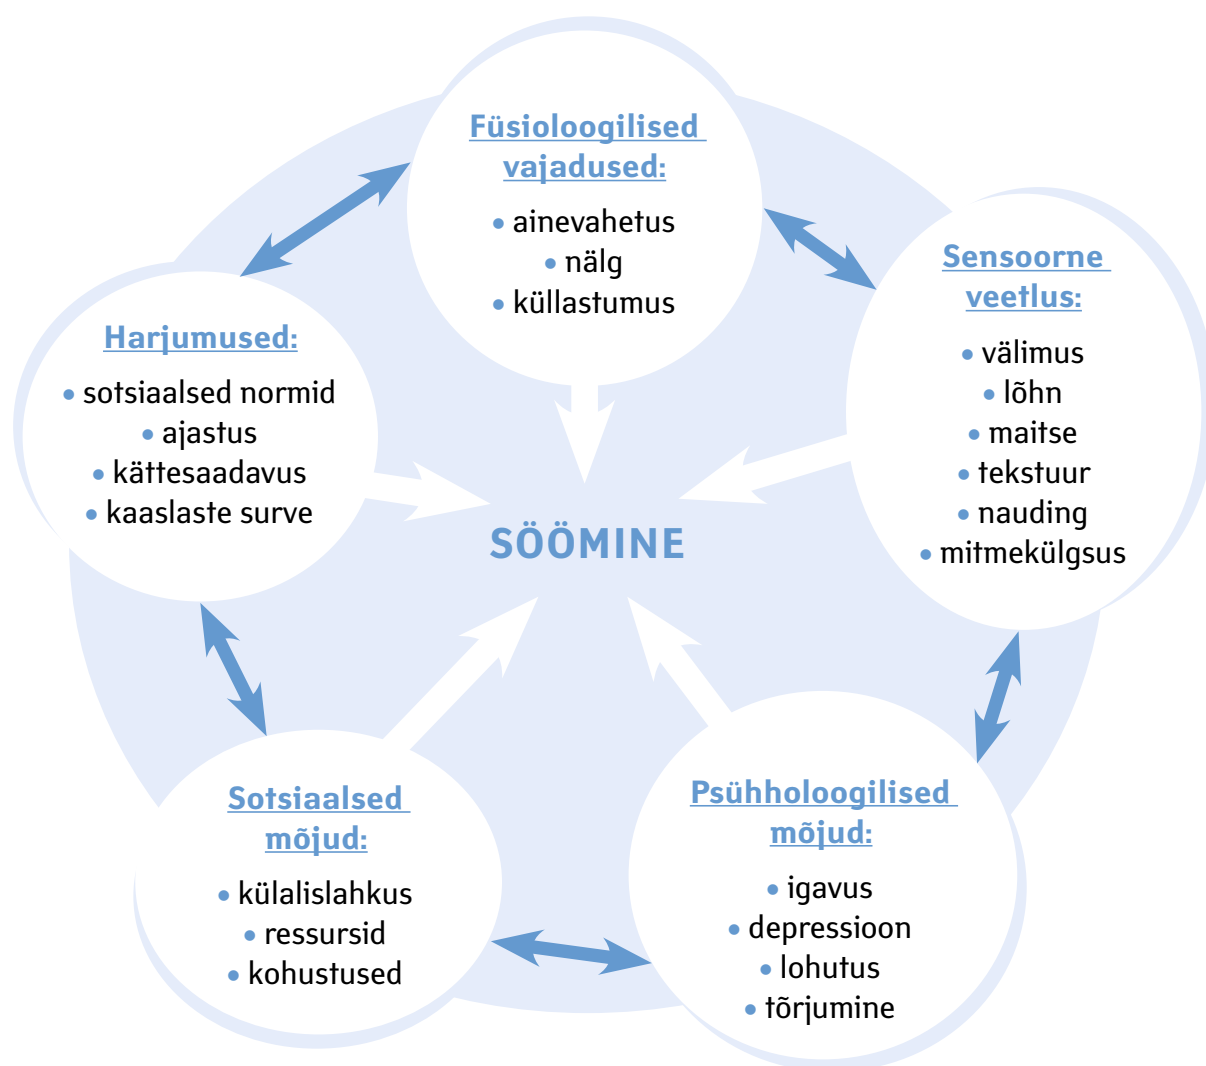 Füsioloogilised
vajadused:
• ainevahetus
• nälg
• küllastumus
Sensoorne
veetlus:
• välimus
• lõhn
• maitse
• tekstuur
• nauding
• mitmekülgsus
Harjumused:
• sotsiaalsed normid
• ajastus
• kättesaadavus
• kaaslaste surve
SÖÖMINE
Sotsiaalsed
mõjud:
• külalislahkus
• ressursid
• kohustused
Psühholoogilised
mõjud:
• igavus
• depressioon
• lohutus
• tõrjumine